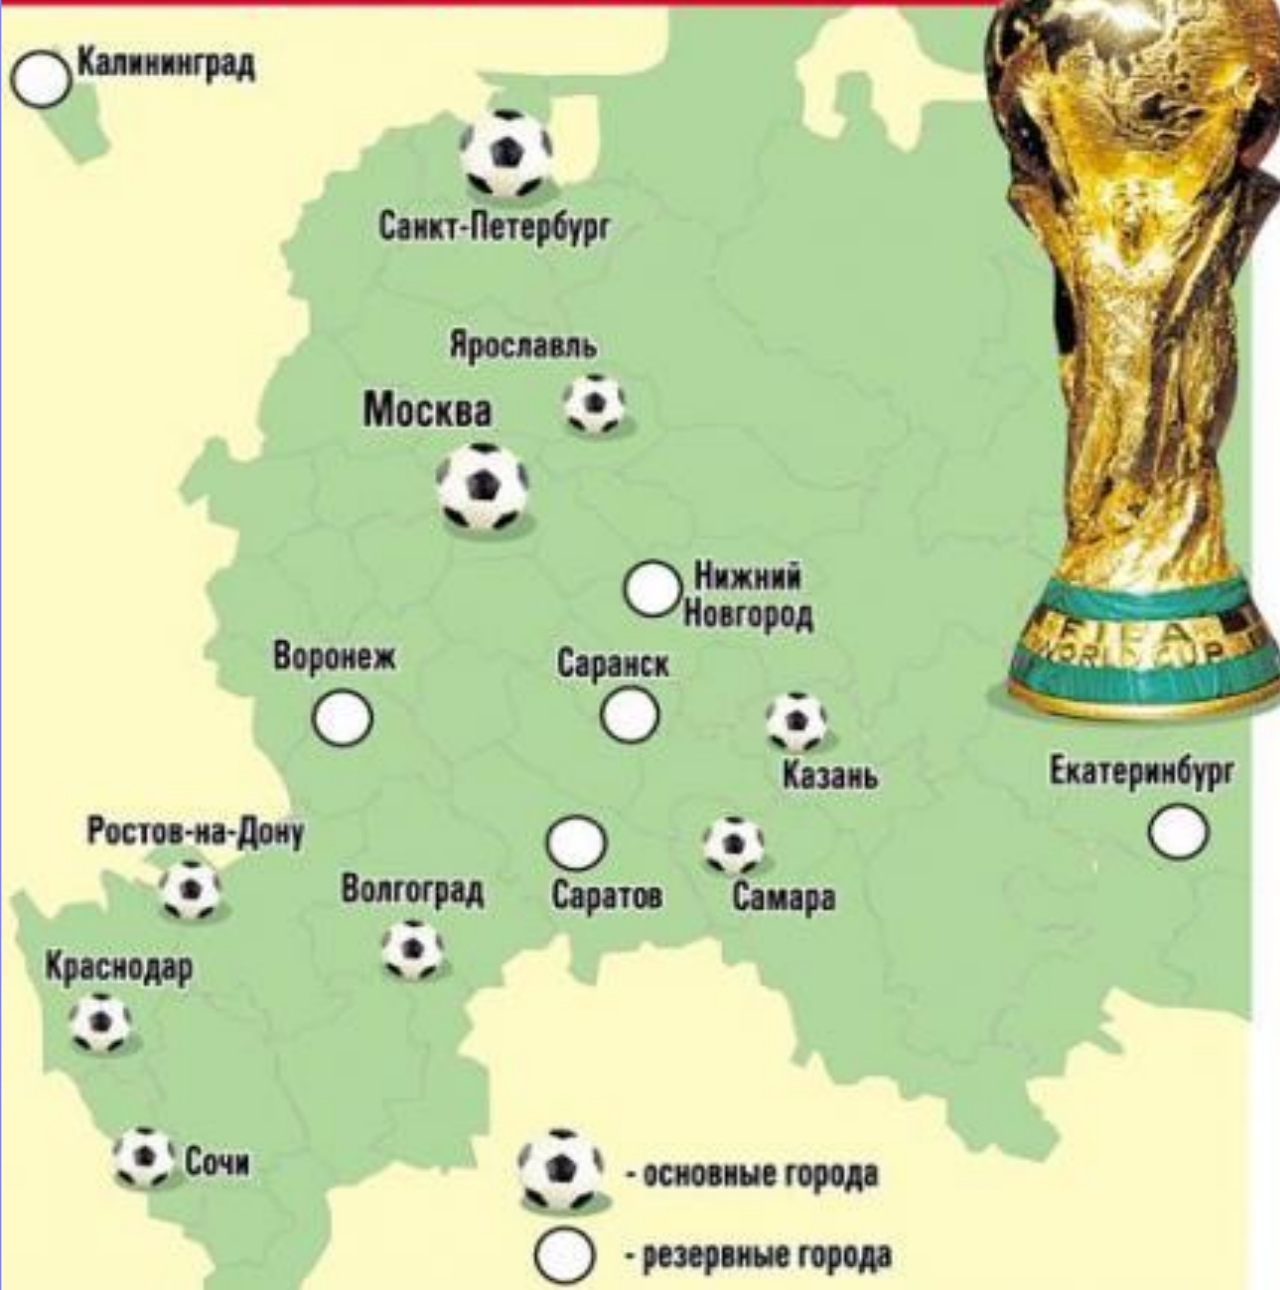 Калининград
Санкт-Петербург
Ярославль
Москва
Нижний
Новгород
Воронеж
Саранск
Казань
Екатеринбург
Ростов-на-Дону
Волгоград
Саратов
Самара
Краснодар
Сочи
- основные города
- резервные города
FIFA
WORLD CUP